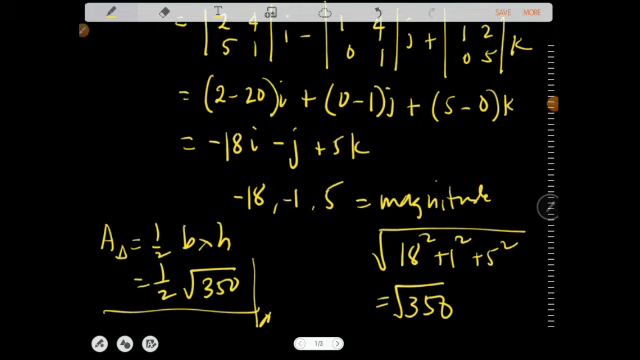 SAVE MORE
= |2 4| i - |1 4| j + |1 2| k
|5 1| |0 1| |0 5|
= (2-20)i + (0-1)j + (5-0)k
= -18i - j + 5k
-18, -1, 5 = magnitude
√18² + 1² + 5²
= √350
A△ = 1/2 b×h
= 1/2 √350
1/3